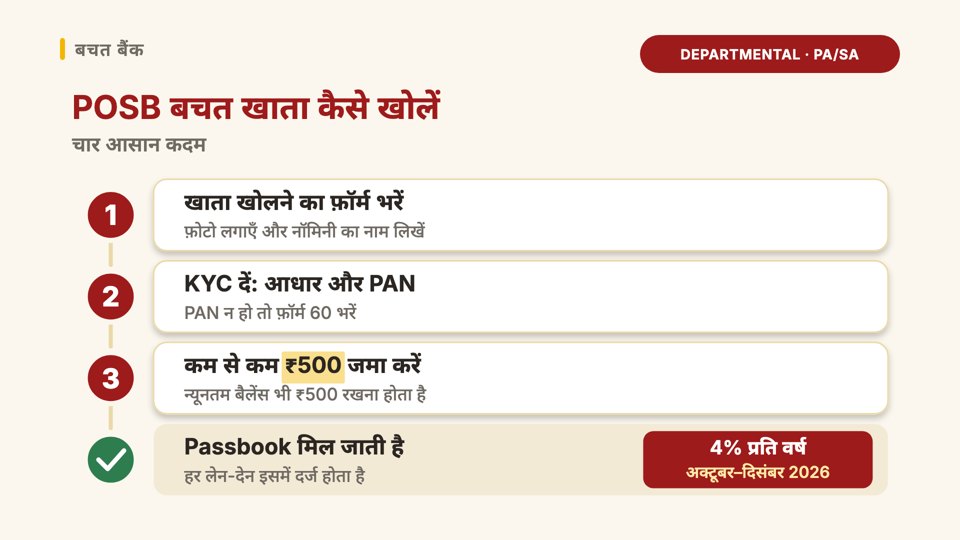 बचत बैंक
DEPARTMENTAL · PA/SA
POSB बचत खाता कैसे खोलें
चार आसान कदम
1
खाता खोलने का फ़ॉर्म भरें
फ़ोटो लगाएँ और नॉमिनी का नाम लिखें
2
KYC दें: आधार और PAN
PAN न हो तो फ़ॉर्म 60 भरें
3
कम से कम ₹500 जमा करें
न्यूनतम बैलेंस भी ₹500 रखना होता है
Passbook मिल जाती है
हर लेन-देन इसमें दर्ज होता है
4% प्रति वर्ष
अक्टूबर–दिसंबर 2026